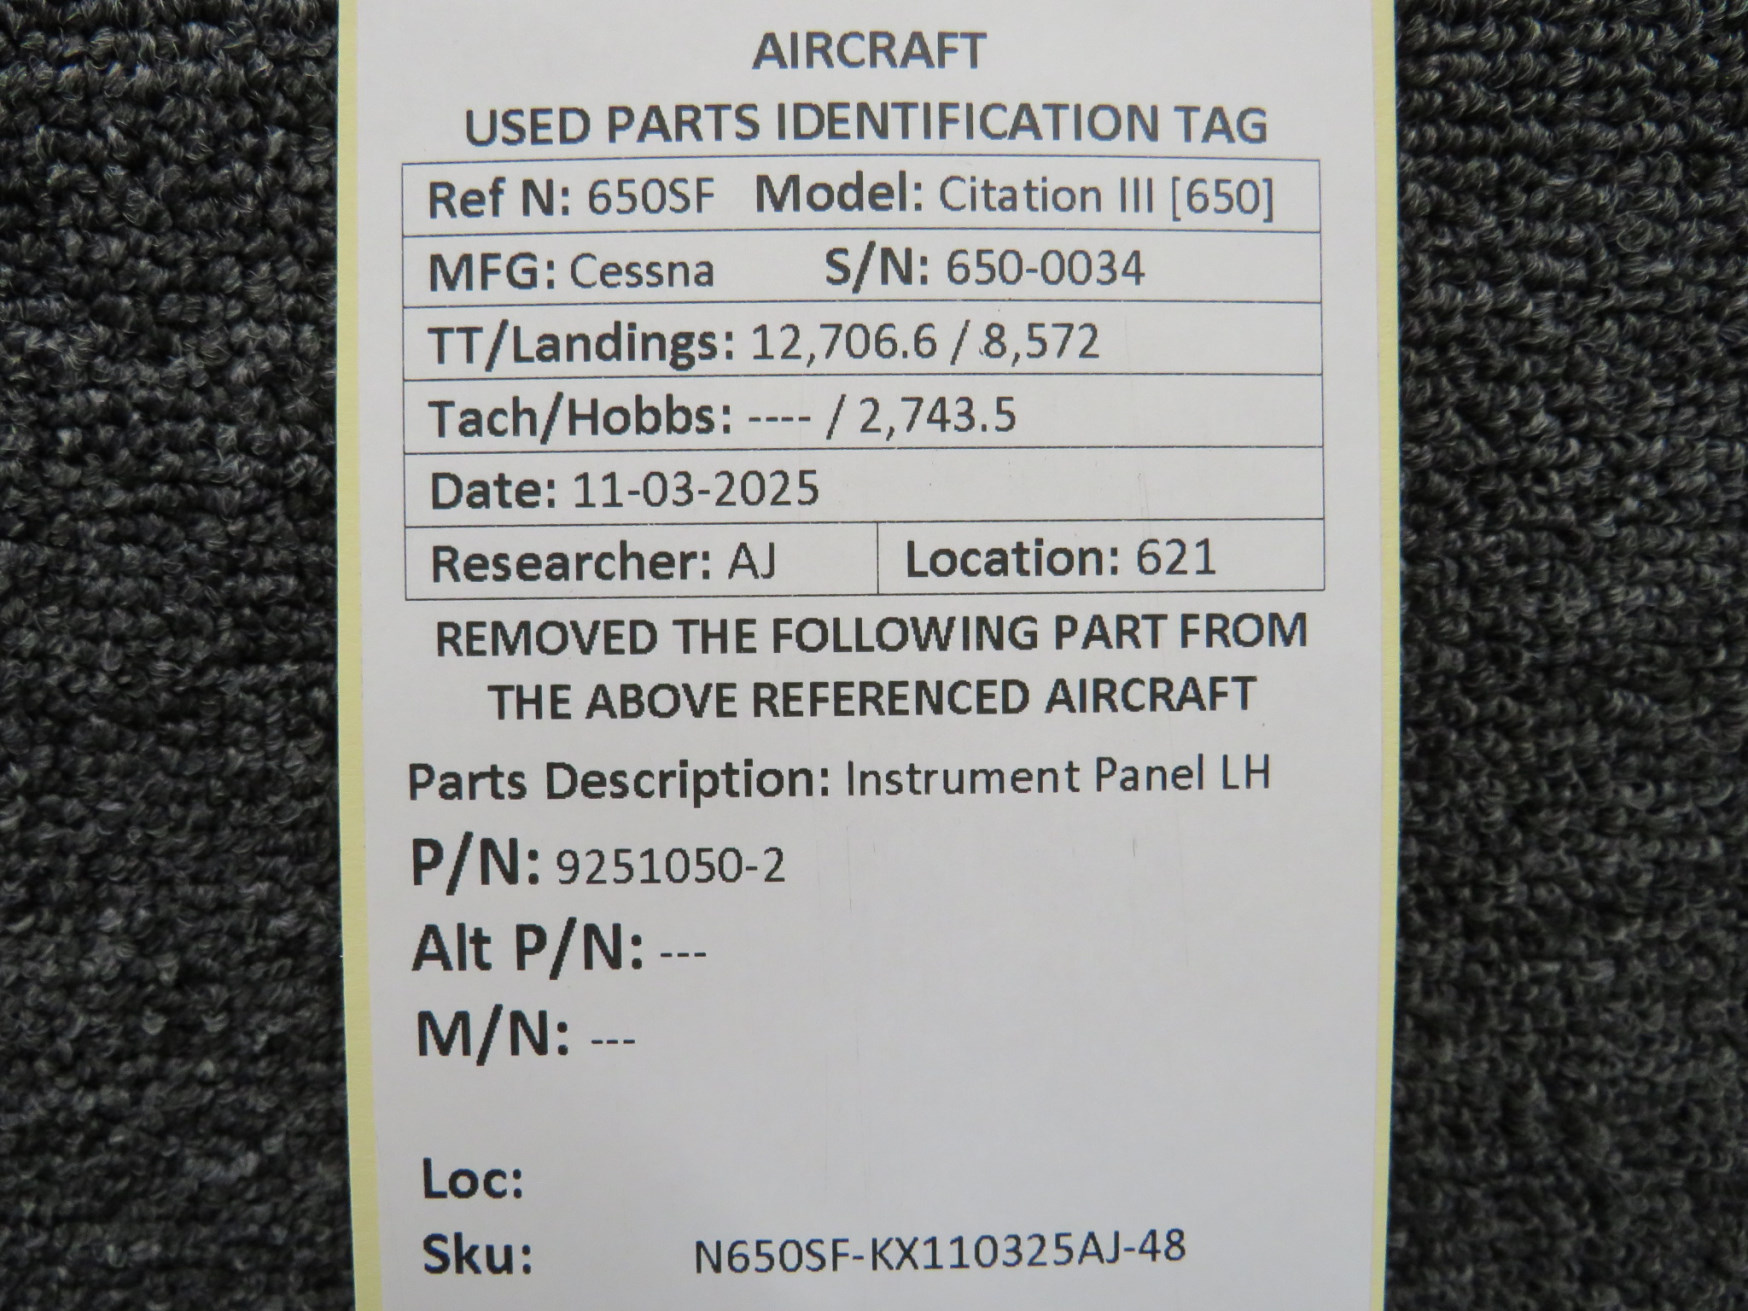 AIRCRAFT
USED PARTS IDENTIFICATION TAG
Ref N: 650SF Model: Citation III [650]
MFG: Cessna S/N: 650-0034
TT/Landings: 12,706.6 / 8,572
Tach/Hobbs: ---- / 2,743.5
Date: 11-03-2025
Researcher: AJ Location: 621
REMOVED THE FOLLOWING PART FROM
THE ABOVE REFERENCED AIRCRAFT
Parts Description: Instrument Panel LH
P/N: 9251050-2
Alt P/N: ---
M/N: ---
Loc:
Sku: N650SF-KX110325AJ-48